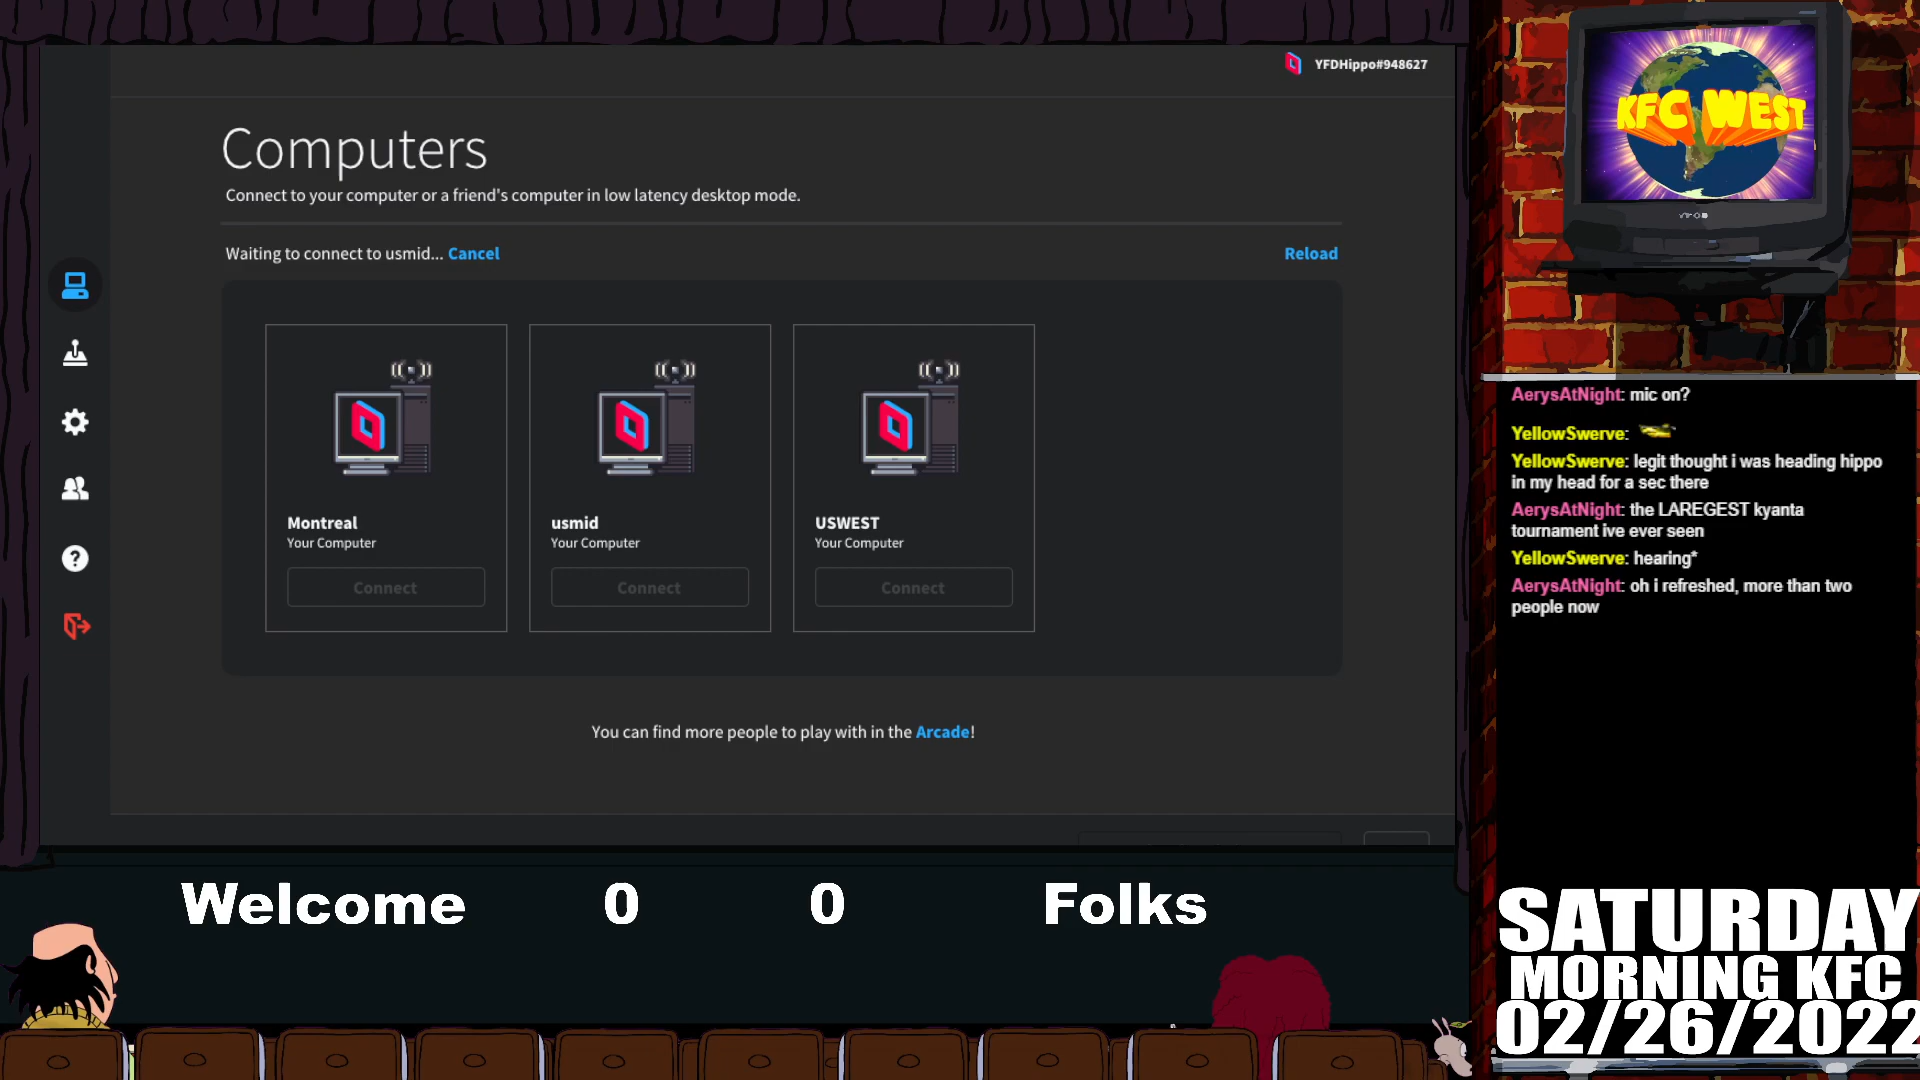 YFDHippo#948627
KFC WEST
Computers
Connect to your computer or a friend's computer in low latency desktop mode.
Waiting to connect to usmid... Cancel
Reload
Montreal
Your Computer
Connect
usmid
Your Computer
Connect
USWEST
Your Computer
Connect
You can find more people to play with in the Arcade!
AerysAtNight: mic on?
YellowSwerve:
YellowSwerve: legit thought i was heading hippo
in my head for a sec there
AerysAtNight: the LAREGEST kyanta
tournament ive ever seen
YellowSwerve: hearing*
AerysAtNight: oh i refreshed, more than two
people now
Welcome 0 0 Folks
SATURDAY
MORNING KFC
02/26/2022